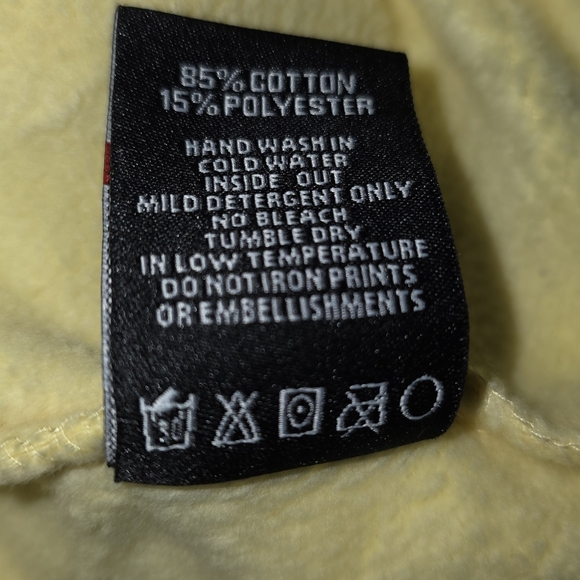 85% COTTON
15% POLYESTER
HAND WASH IN
COLD WATER
INSIDE OUT
MILD DETERGENT ONLY
NO BLEACH
TUMBLE DRY
IN LOW TEMPERATURE
DO NOT IRON PRINTS
OR EMBELLISHMENTS
30